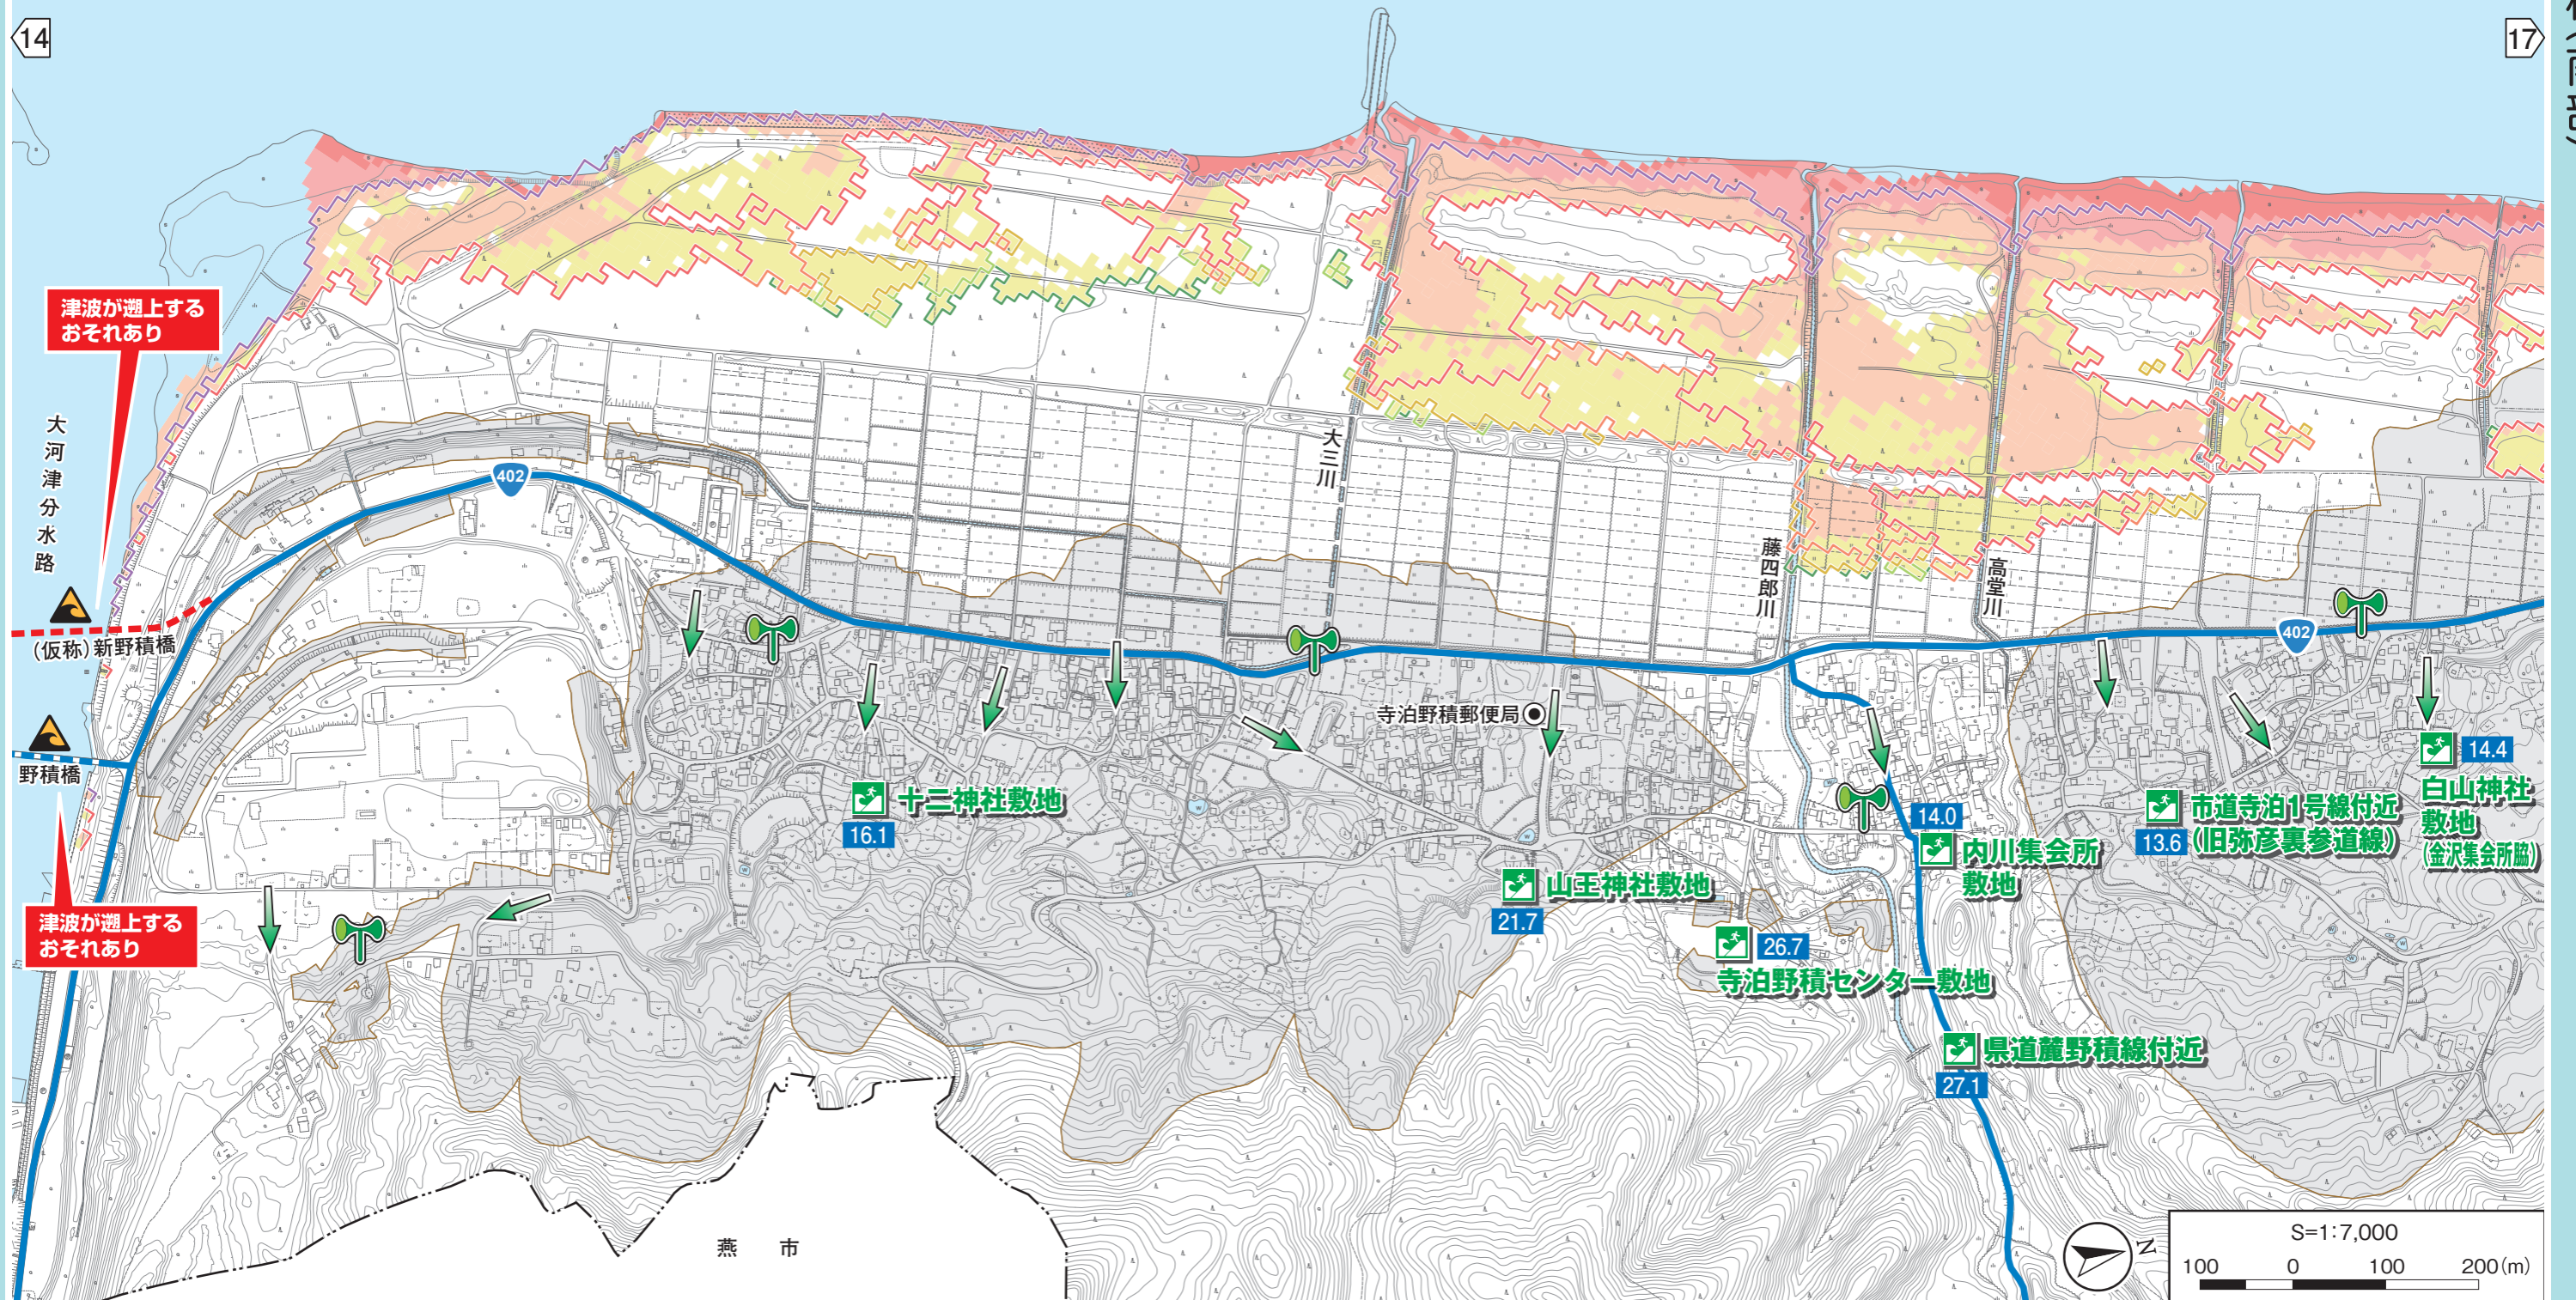 14
17
津波が遡上する
おそれあり
大河津分水路
(仮称)新野積橋
野積橋
津波が遡上する
おそれあり
402
大三川
藤四郎川
高堂川
402
寺泊野積郵便局
十二神社敷地
16.1
山王神社敷地
21.7
26.7
寺泊野積センター敷地
14.0
内川集会所
敷地
県道麓野積線付近
27.1
市道寺泊1号線付近
(旧弥彦裏参道線)
13.6
14.4
白山神社
敷地
(金沢集会所脇)
燕市
N
S=1:7,000
100 0 100 200(m)